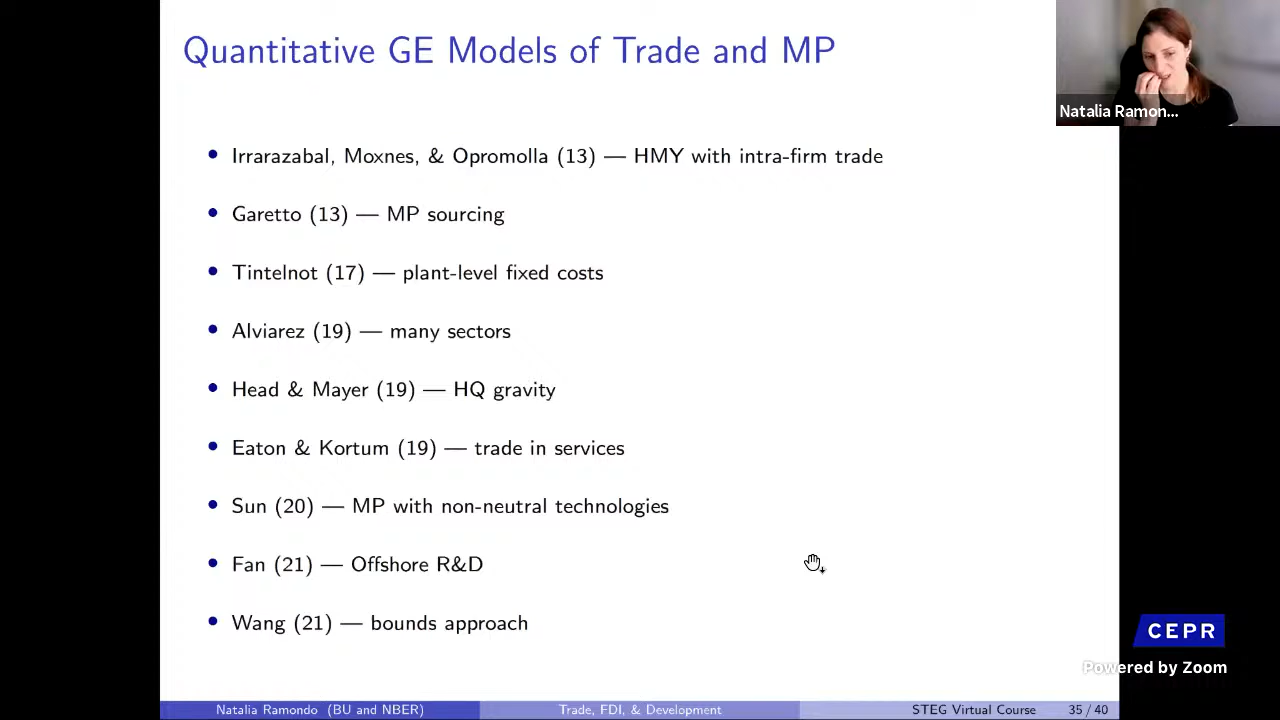 Quantitative GE Models of Trade and MP
Natalia Ramon...
• Irrarazabal, Moxnes, & Opromolla (13) — HMY with intra-firm trade
• Garetto (13) — MP sourcing
• Tintelnot (17) — plant-level fixed costs
• Alviarez (19) — many sectors
• Head & Mayer (19) — HQ gravity
• Eaton & Kortum (19) — trade in services
• Sun (20) — MP with non-neutral technologies
• Fan (21) — Offshore R&D
• Wang (21) — bounds approach
CEPR
Powered by Zoom
Natalia Ramondo (BU and NBER) Trade, FDI, & Development STEG Virtual Course 35 / 40